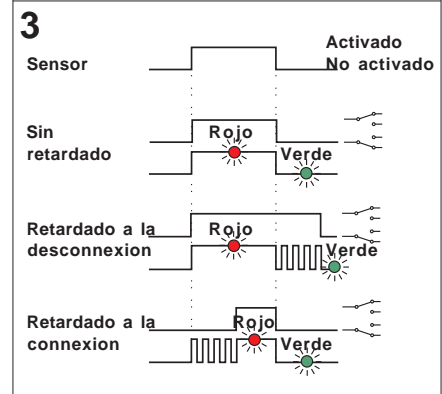 3
Activado
Sensor
No activado
Sin
retardado
Rojo
Verde
Retardado a la
desconnexion
Rojo
Verde
Retardado a la
connexion
Rojo
Verde